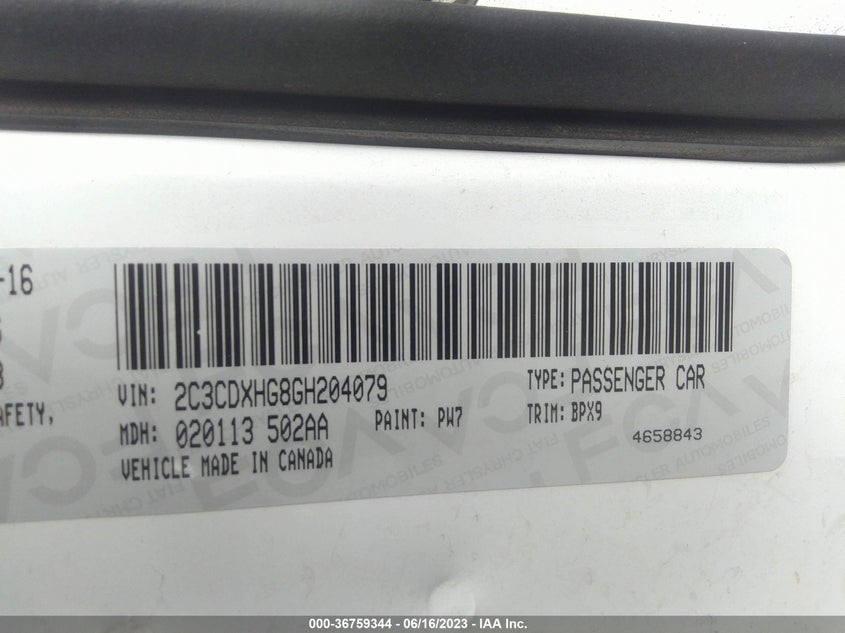 -16
AFETY,
VIN: 2C3CDXHG8GH204079
TYPE: PASSENGER CAR
MDH: 020113 502AA
PAINT: PW7
TRIM: BPX9
VEHICLE MADE IN CANADA
4658843
000-36759344 - 06/16/2023 - IAA Inc.